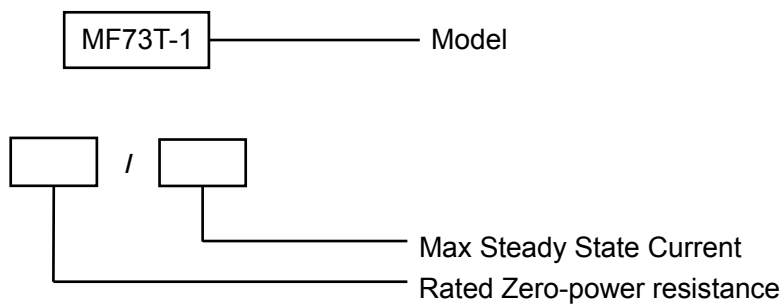 MF73T-1 Model
/
Max Steady State Current
Rated Zero-power resistance